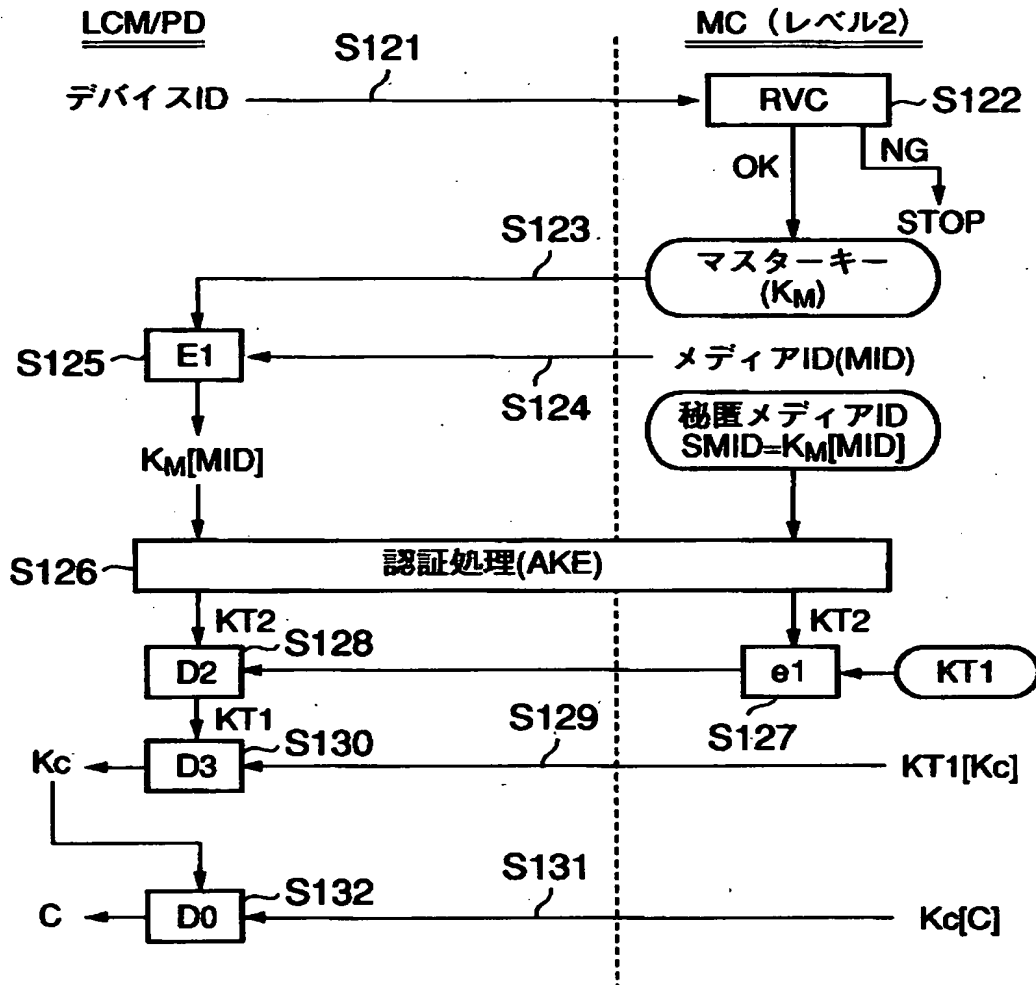 LCM/PD
MC（レベル2）
S121
デバイスID
RVC
S122
OK
NG
STOP
S123
マスターキー
(KM)
S125
E1
メディアID(MID)
S124
秘匿メディアID
SMID=KM[MID]
KM[MID]
S126
認証処理(AKE)
KT2
KT2
S128
D2
e1
KT1
S127
KT1
S129
S130
Kc
D3
KT1[Kc]
S131
S132
C
D0
Kc[C]